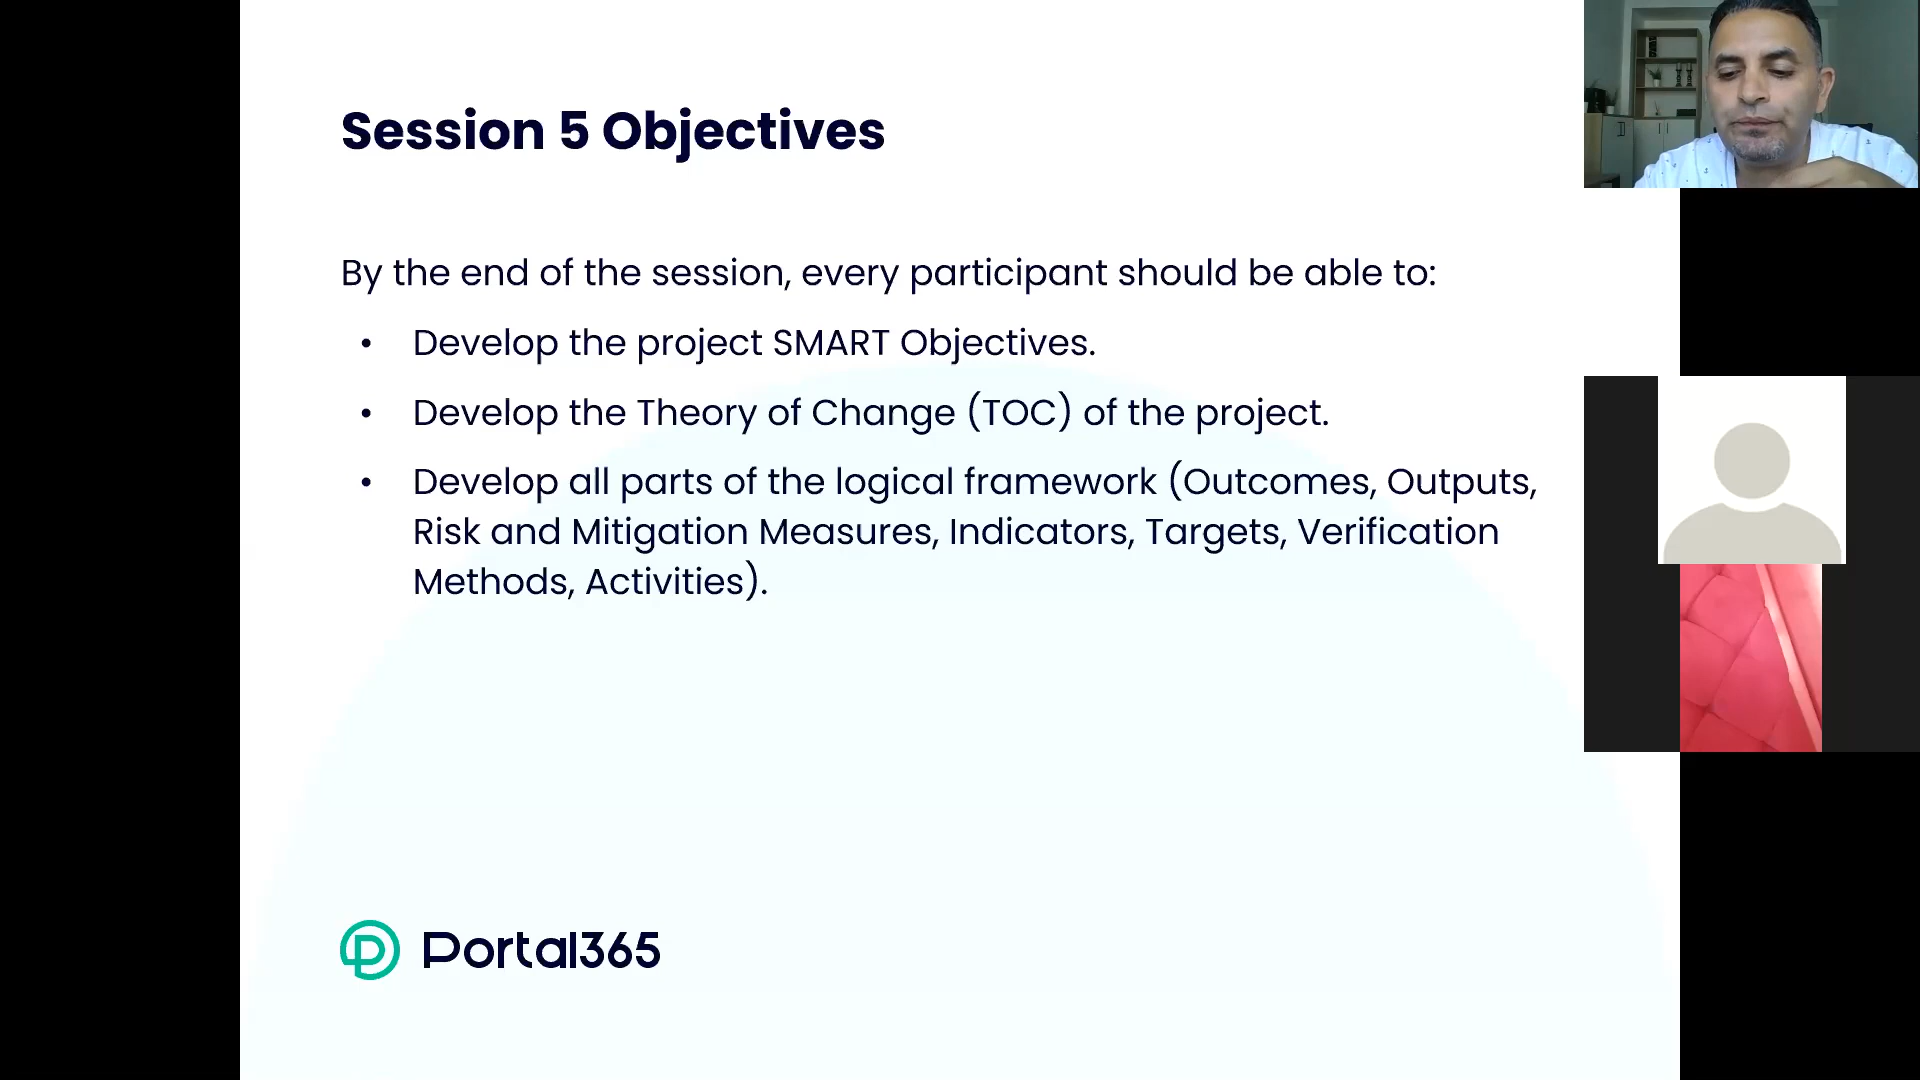 Session 5 Objectives
By the end of the session, every participant should be able to:
• Develop the project SMART Objectives.
• Develop the Theory of Change (TOC) of the project.
• Develop all parts of the logical framework (Outcomes, Outputs,
Risk and Mitigation Measures, Indicators, Targets, Verification
Methods, Activities).
Portal365